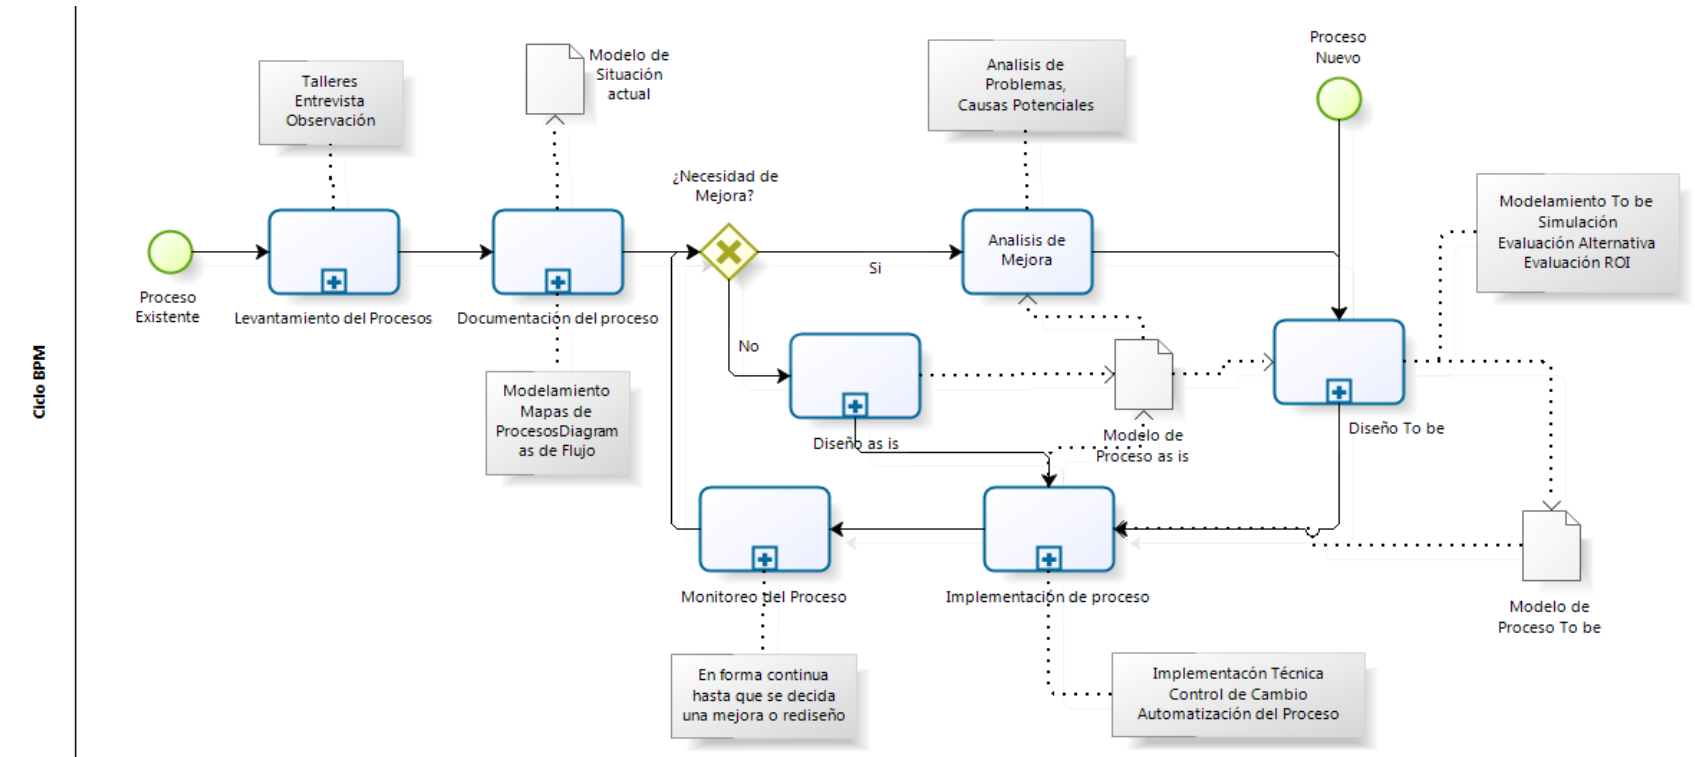 Ciclo BPM
Talleres
Entrevista
Observación
Modelo de
Situación
actual
Analisis de
Problemas,
Causas Potenciales
Proceso
Nuevo
¿Necesidad de
Mejora?
Modelamiento To be
Simulación
Evaluación Alternativa
Evaluación ROI
Analisis de
Mejora
Si
Proceso
Existente
Levantamiento del Procesos
Documentación del proceso
No
Modelamiento
Mapas de
ProcesosDiagram
as de Flujo
Diseño as is
Modelo de
Proceso as is
Diseño To be
Monitoreo del Proceso
Implementación de proceso
Modelo de
Proceso To be
En forma continua
hasta que se decida
una mejora o rediseño
Implementacón Técnica
Control de Cambio
Automatización del Proceso